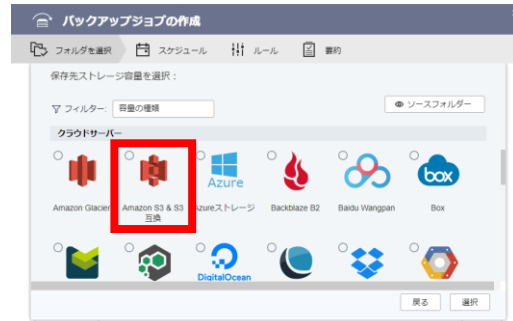 バックアップジョブの作成
フォルダを選択 スケジュール ルール 要約
保存先ストレージ容量を選択：
フィルター: 容量の種類 ソースフォルダー
クラウドサーバー
Azure box
Amazon Glacier Amazon S3 & S3 互換 Azureストレージ Backblaze B2 Baidu Wangpan Box
DigitalOcean
戻る 選択